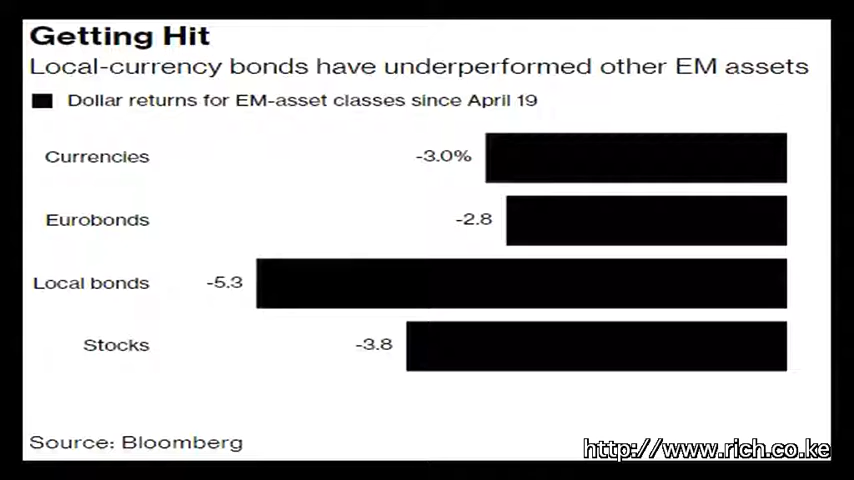 Getting Hit
Local-currency bonds have underperformed other EM assets
Dollar returns for EM-asset classes since April 19
Currencies -3.0%
Eurobonds -2.8
Local bonds -5.3
Stocks -3.8
Source: Bloomberg
http://www.rich.co.ke